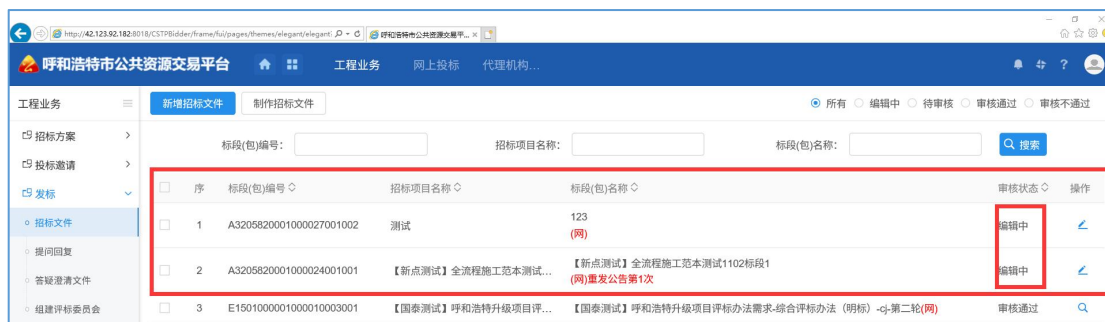 http://42.123.92.182:8018/CSTPBidder/frame/fui/pages/themes/elegant/eleganti
呼和浩特市公共资源交易平...
呼和浩特市公共资源交易平台
工程业务
网上投标
代理机构...
工程业务
新增招标文件
制作招标文件
所有
编辑中
待审核
审核通过
审核不通过
招标方案
标段(包)编号:
招标项目名称:
标段(包)名称:
搜索
投标邀请
发标
序
标段(包)编号
招标项目名称
标段(包)名称
审核状态
操作
招标文件
1
A3205820001000027001002
测试
123
(网)
编辑中
提问回复
答疑澄清文件
2
A3205820001000024001001
【新点测试】全流程施工范本测试...
【新点测试】全流程施工范本测试1102标段1
(网)重发公告第1次
编辑中
组建评标委员会
3
E1501000001000010003001
【国泰测试】呼和浩特升级项目评...
【国泰测试】呼和浩特升级项目评标办法需求-综合评标办法（明标）-cj-第二轮(网)
审核通过